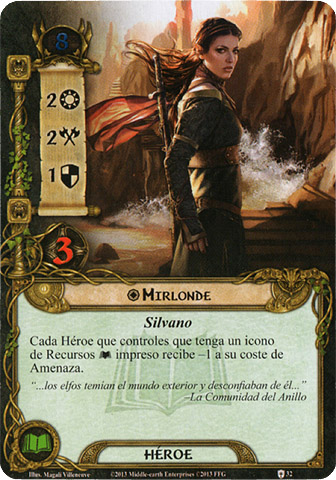 8
2
2
1
3
Mirlonde
Silvano
Cada Héroe que controles que tenga un icono
de Recursos impreso recibe –1 a su coste de
Amenaza.
“...los elfos temían el mundo exterior y desconfiaban de él...”
–La Comunidad del Anillo
HÉROE
Illus. Magali Villeneuve ©2013 Middle-earth Enterprises ©2013 FFG 32